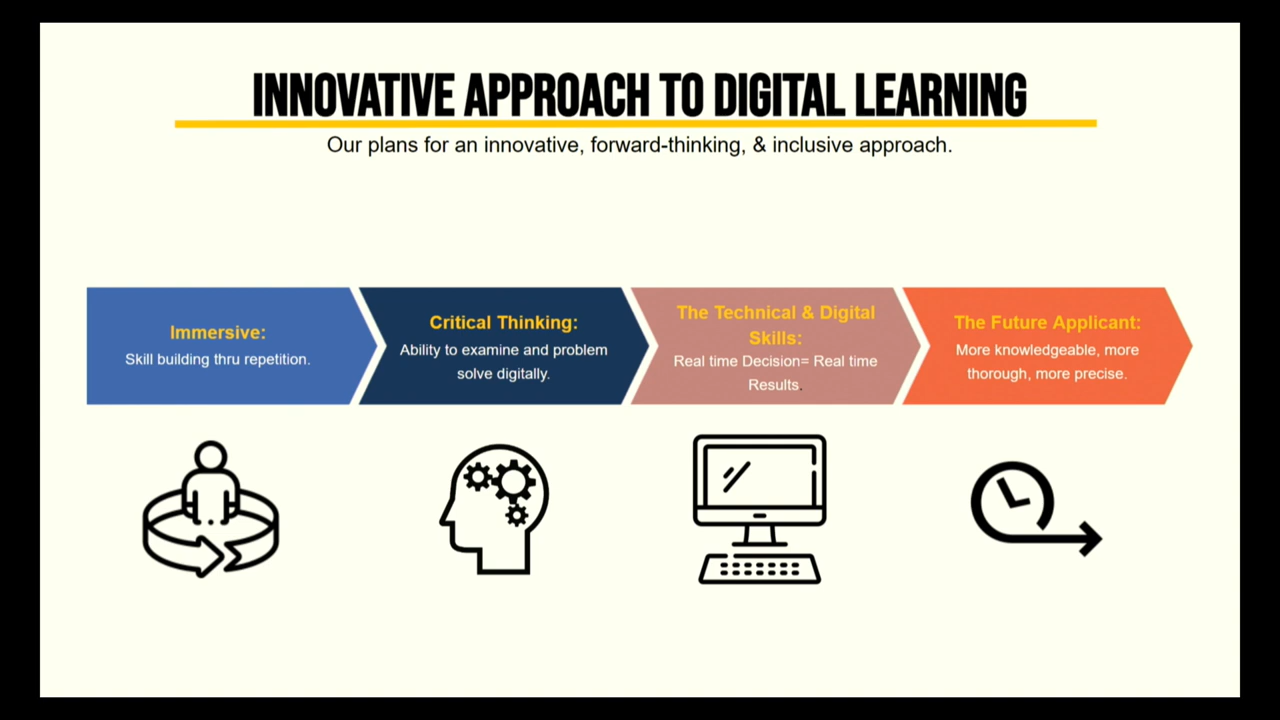 INNOVATIVE APPROACH TO DIGITAL LEARNING
Our plans for an innovative, forward-thinking, & inclusive approach.
Immersive:
Skill building thru repetition.
Critical Thinking:
Ability to examine and problem
solve digitally.
The Technical & Digital
Skills:
Real time Decision= Real time
Results.
The Future Applicant:
More knowledgeable, more
thorough, more precise.